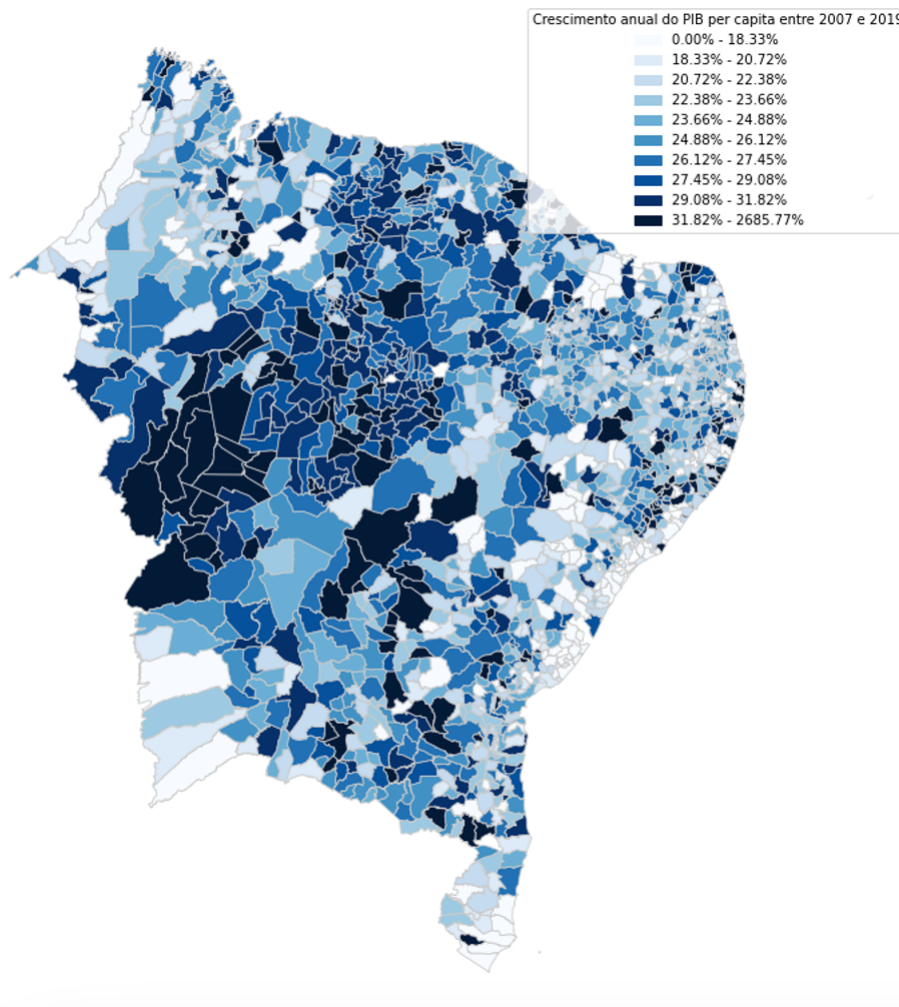 Crescimento anual do PIB per capita entre 2007 e 2019
0.00% - 18.33%
18.33% - 20.72%
20.72% - 22.38%
22.38% - 23.66%
23.66% - 24.88%
24.88% - 26.12%
26.12% - 27.45%
27.45% - 29.08%
29.08% - 31.82%
31.82% - 2685.77%